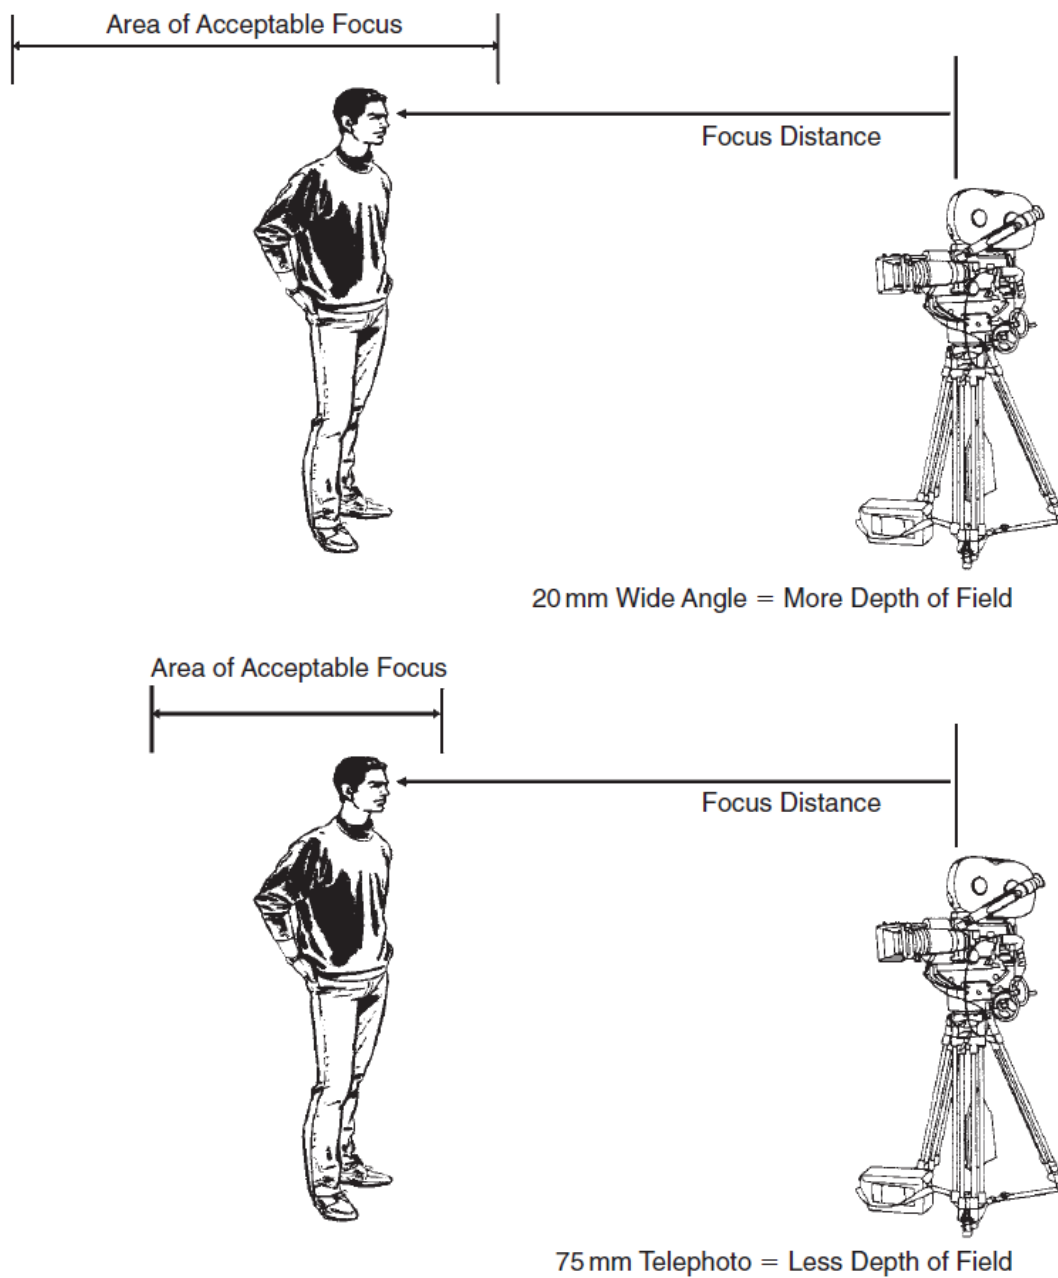 Area of Acceptable Focus
Focus Distance
20 mm Wide Angle = More Depth of Field
Area of Acceptable Focus
Focus Distance
75 mm Telephoto = Less Depth of Field